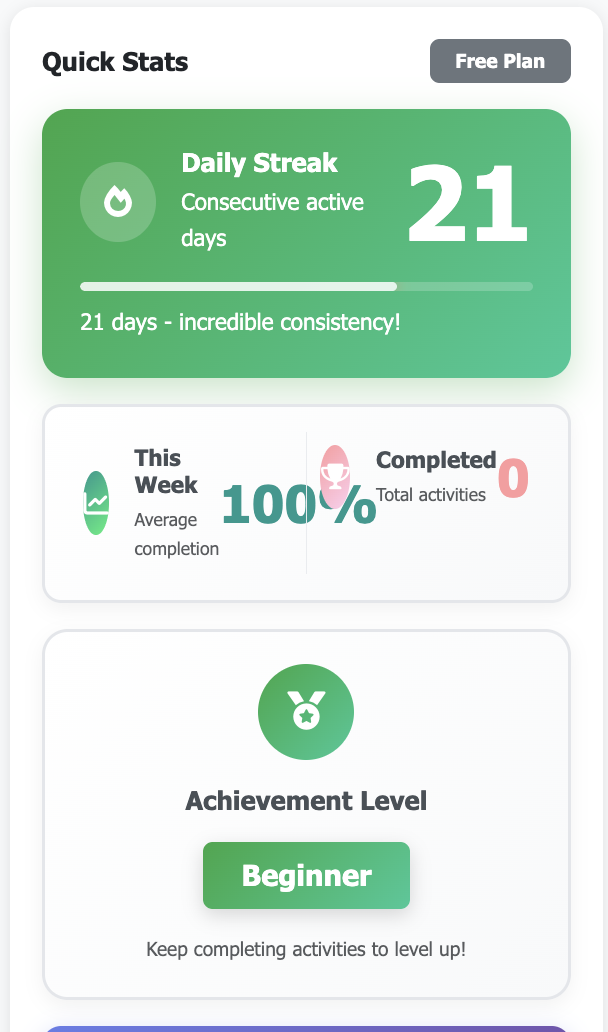 Quick Stats
Free Plan
Daily Streak
Consecutive active
days
21
21 days - incredible consistency!
This
Week
Average
completion
100%
Completed
Total activities
0
Achievement Level
Beginner
Keep completing activities to level up!